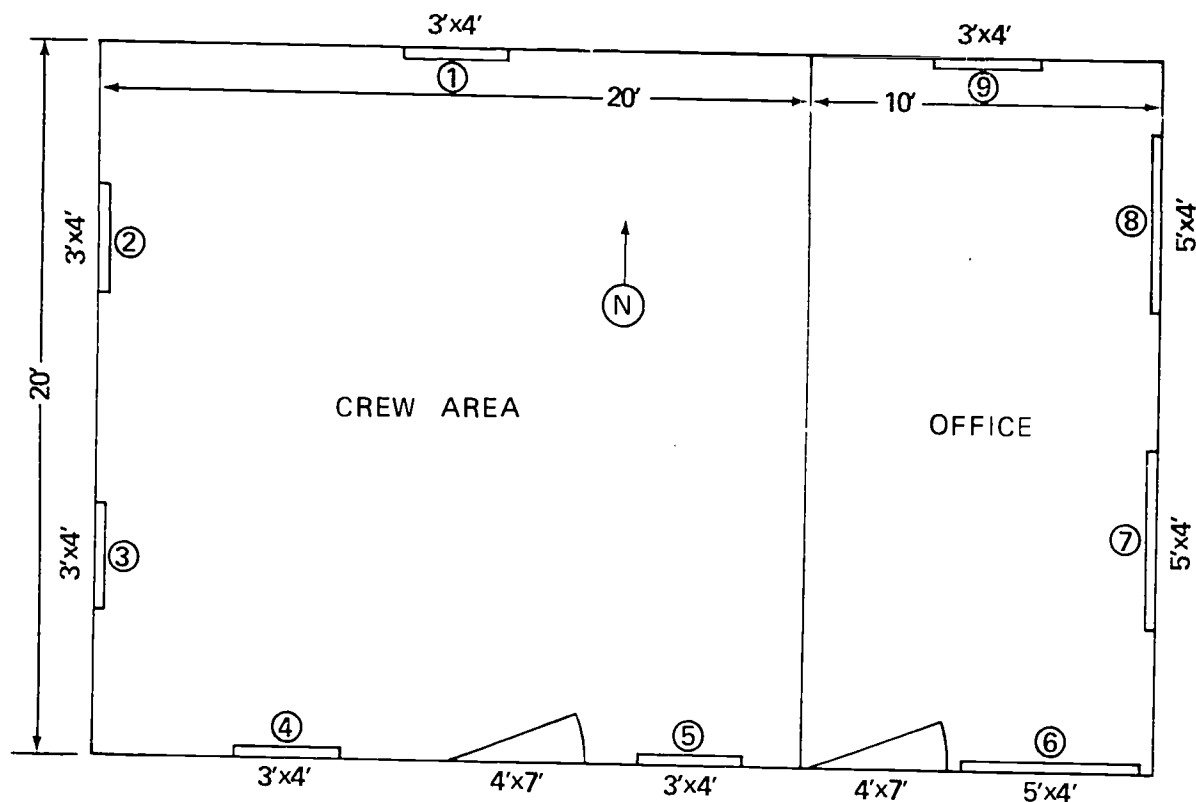 3'x4'
3'x4'
①
⑨
20'
10'
3'x4'
②
⑧
5'x4'
N
20'
CREW AREA
OFFICE
3'x4'
③
⑦
5'x4'
④
⑤
⑥
3'x4'
4'x7'
3'x4'
4'x7'
5'x4'